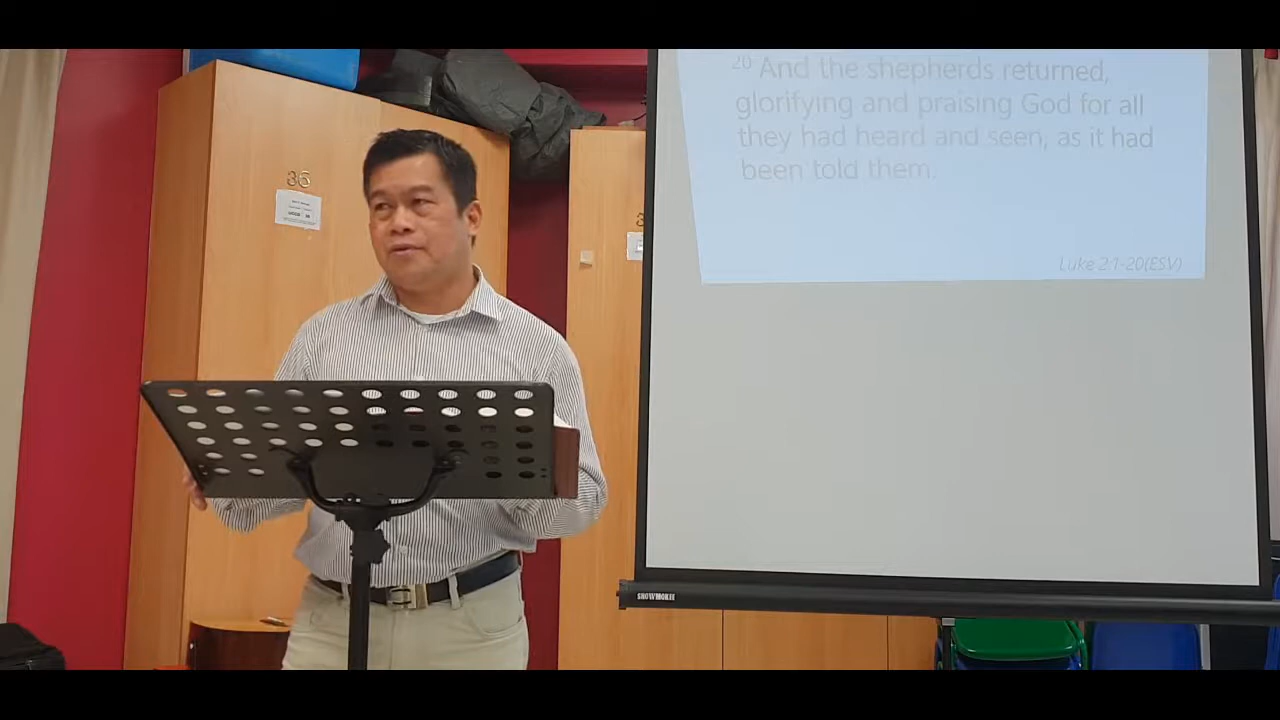 36
20 And the shepherds returned,
glorifying and praising God for all
they had heard and seen, as it had
been told them.
Luke 2:1-20(ESV)